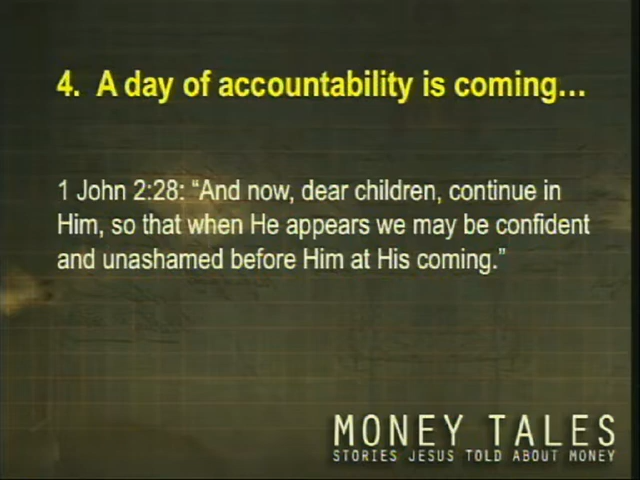 4. A day of accountability is coming...
1 John 2:28: “And now, dear children, continue in
Him, so that when He appears we may be confident
and unashamed before Him at His coming.”
MONEY TALES
STORIES JESUS TOLD ABOUT MONEY